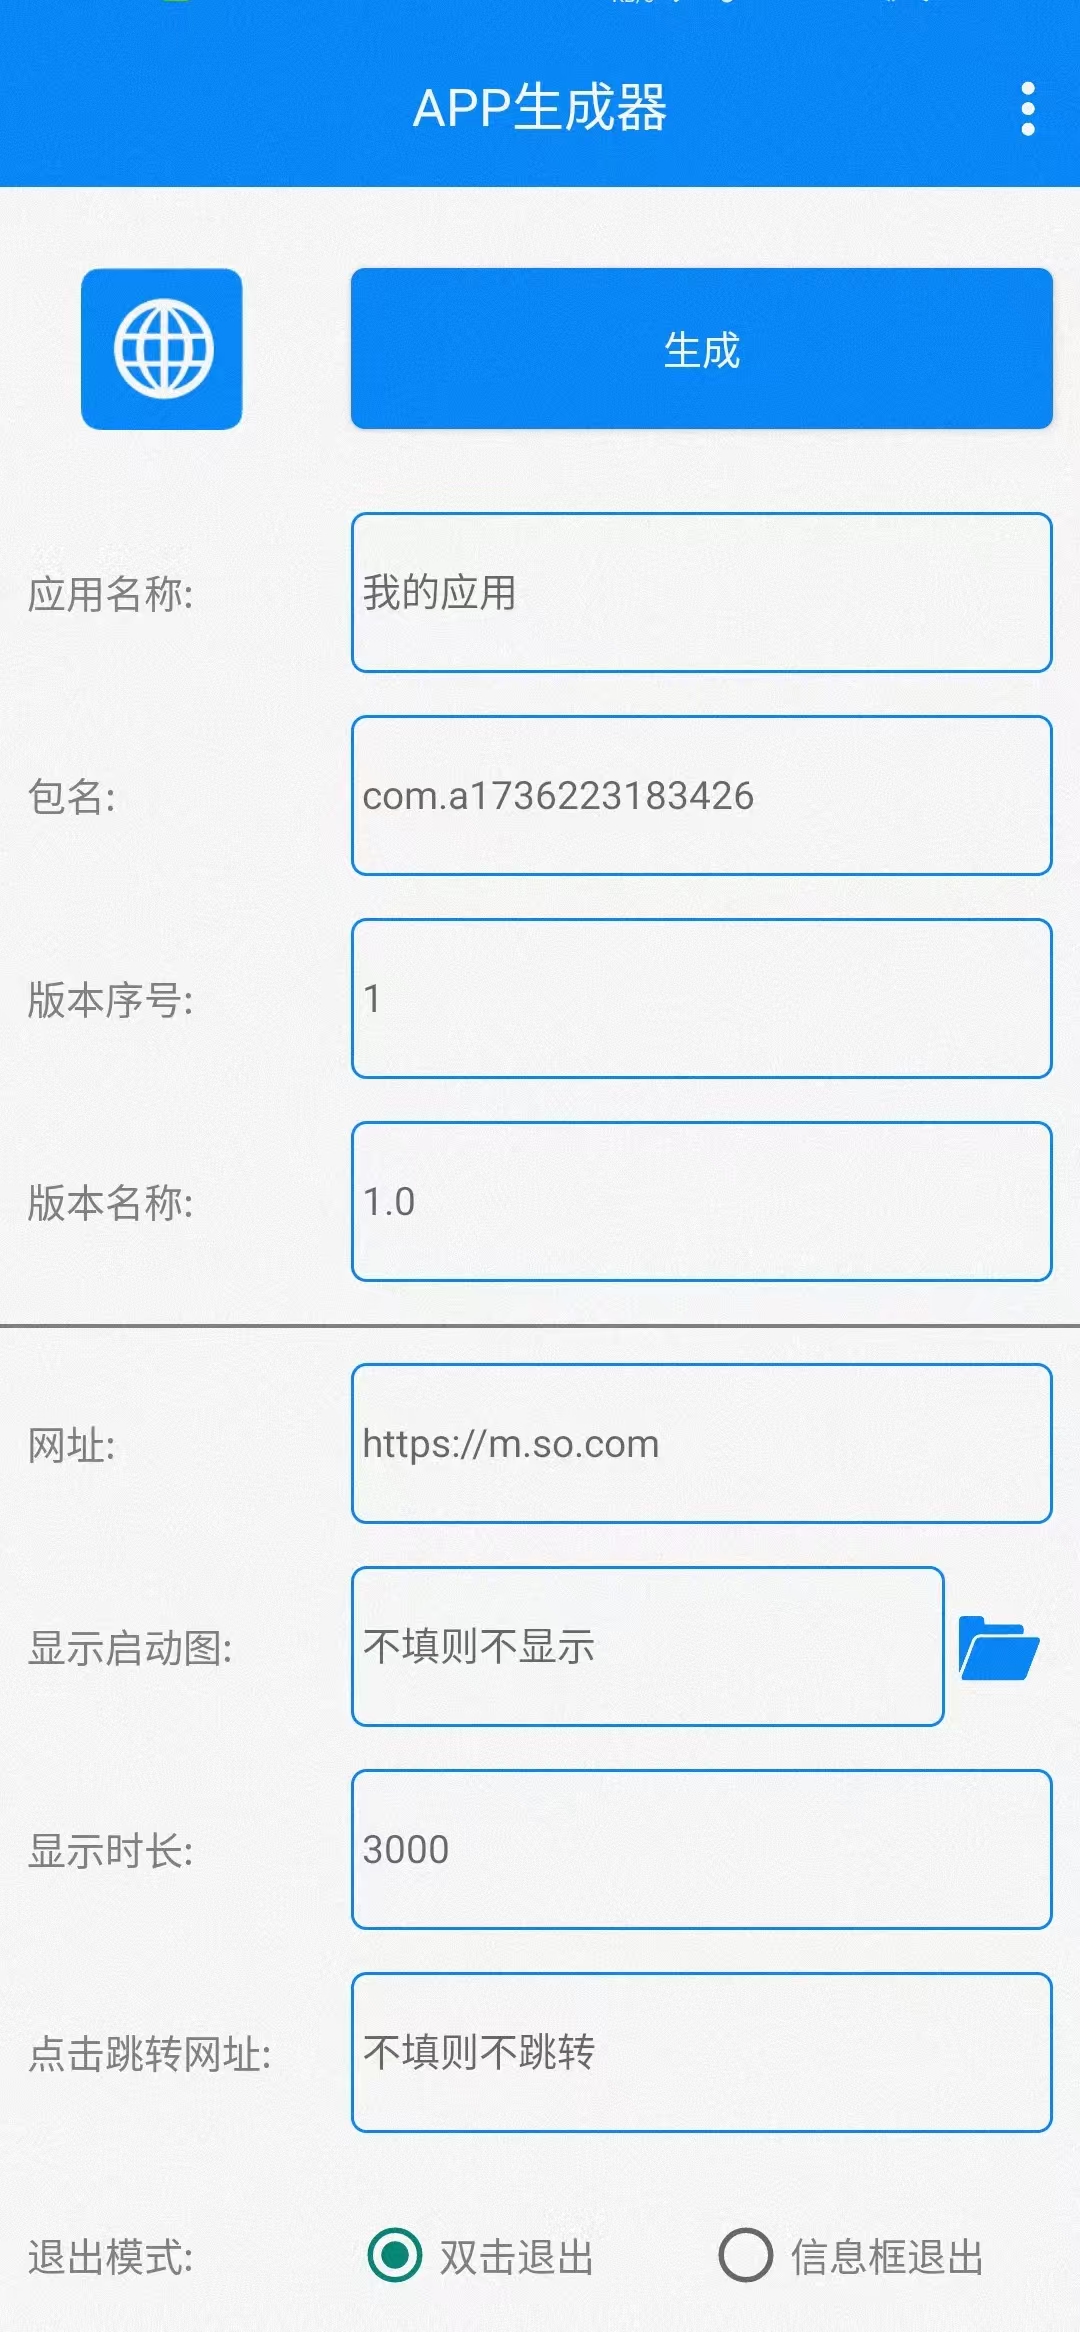 APP生成器
生成
应用名称:
我的应用
包名:
com.a1736223183426
版本序号:
1
版本名称:
1.0
网址:
https://m.so.com
显示启动图:
不填则不显示
显示时长:
3000
点击跳转网址:
不填则不跳转
退出模式:
双击退出
信息框退出